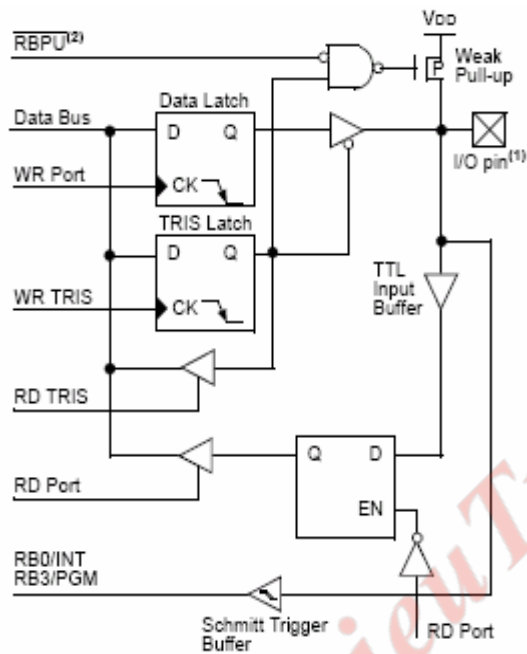 VDD
RBPU(2)
P
Weak
Pull-up
Data Latch
Data Bus
D Q
I/O pin(1)
WR Port
CK
TRIS Latch
D Q
TTL
Input
Buffer
WR TRIS
CK
RD TRIS
Q D
RD Port
EN
RB0/INT
RB3/PGM
Schmitt Trigger
Buffer
RD Port